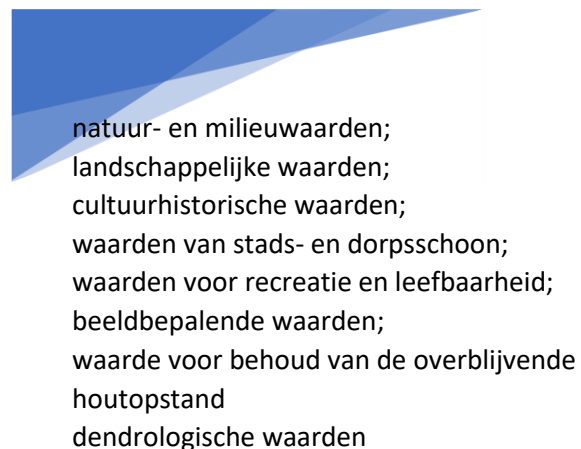 natuur- en milieuwaarden;
landschappelijke waarden;
cultuurhistorische waarden;
waarden van stads- en dorpsschoon;
waarden voor recreatie en leefbaarheid;
beeldbepalende waarden;
waarde voor behoud van de overblijvende
houtopstand
dendrologische waarden